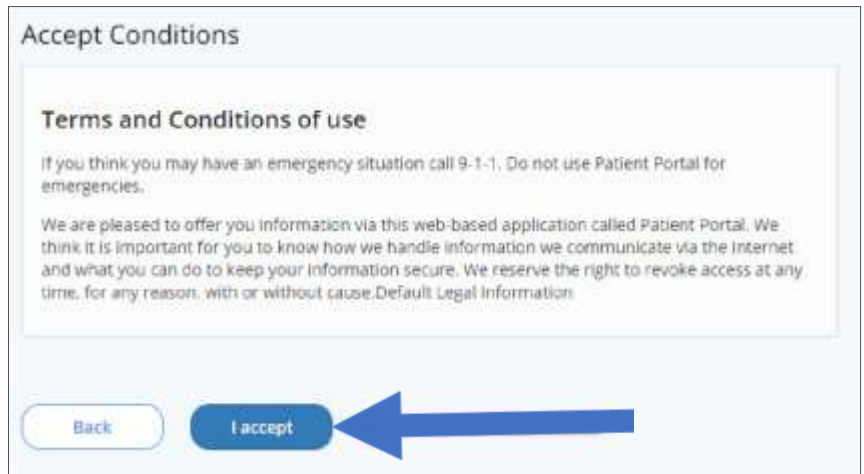 Accept Conditions
Terms and Conditions of use
If you think you may have an emergency situation call 9-1-1. Do not use Patient Portal for
emergencies.
We are pleased to offer you information via this web-based application called Patient Portal. We
think it is important for you to know how we handle information we communicate via the Internet
and what you can do to keep your information secure. We reserve the right to revoke access at any
time, for any reason, with or without cause.Default Legal Information
Back
I accept